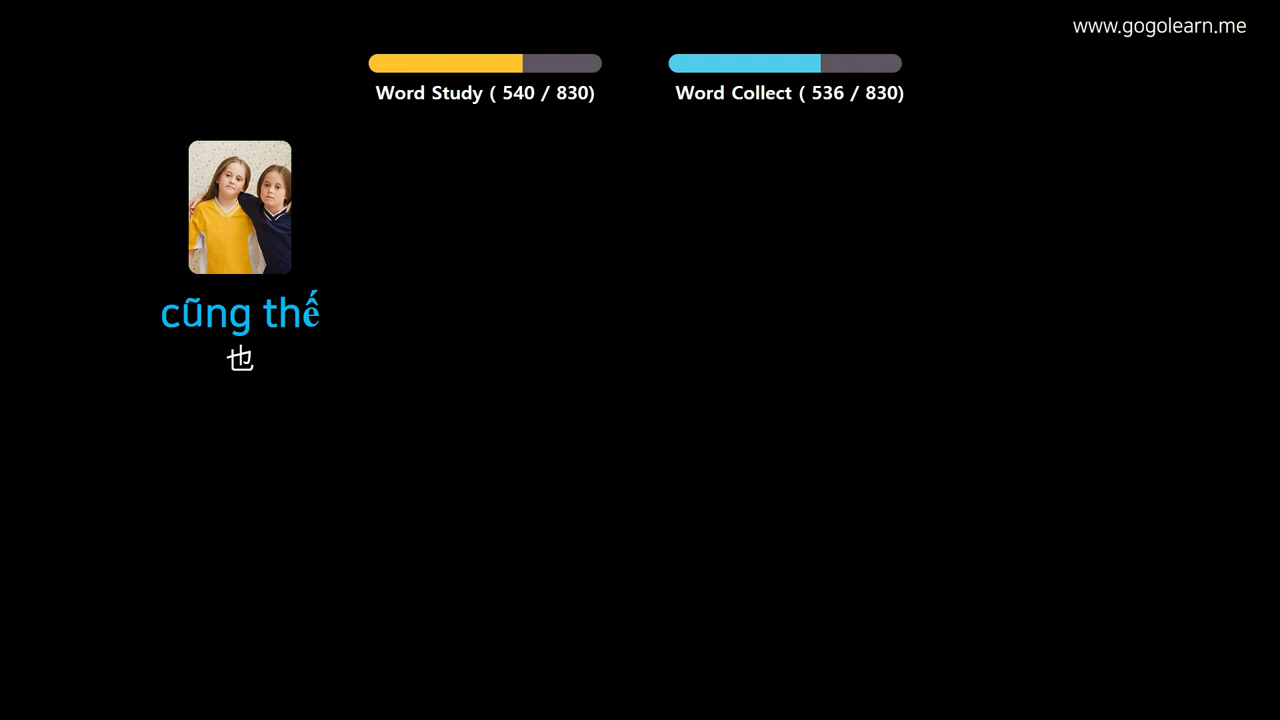 www.gogolearn.me
Word Study ( 540 / 830)
Word Collect ( 536 / 830)
cũng thế
也